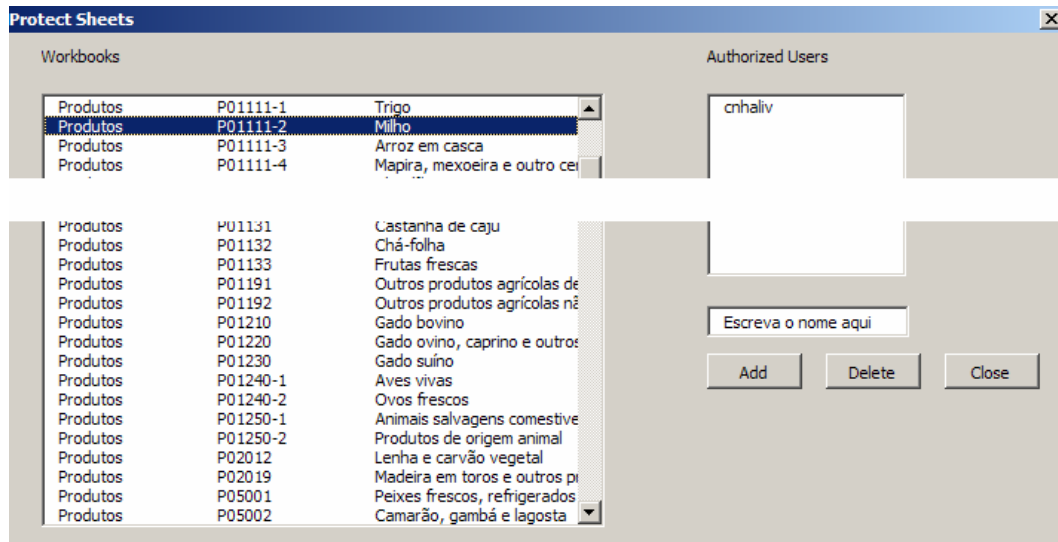 Protect Sheets
Workbooks
Authorized Users
Produtos P01111-1 Trigo
Produtos P01111-2 Milho
Produtos P01111-3 Arroz em casca
Produtos P01111-4 Mapira, mexoeira e outro cer
cnhaliv
Produtos P01131 Castanha de caju
Produtos P01132 Chá-folha
Produtos P01133 Frutas frescas
Produtos P01191 Outros produtos agrícolas de
Produtos P01192 Outros produtos agrícolas nã
Produtos P01210 Gado bovino
Produtos P01220 Gado ovino, caprino e outros
Produtos P01230 Gado suíno
Produtos P01240-1 Aves vivas
Produtos P01240-2 Ovos frescos
Produtos P01250-1 Animais salvagens comestive
Produtos P01250-2 Produtos de origem animal
Produtos P02012 Lenha e carvão vegetal
Produtos P02019 Madeira em toros e outros pr
Produtos P05001 Peixes frescos, refrigerados
Produtos P05002 Camarão, gambá e lagosta
Escreva o nome aqui
Add Delete Close